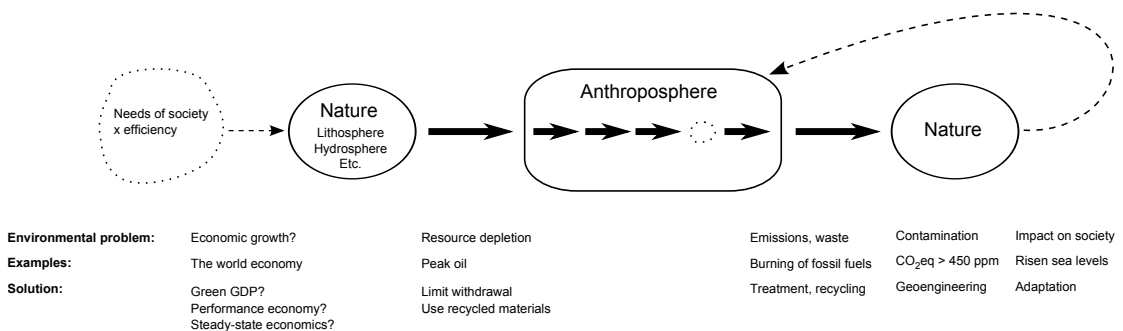 Needs of society
x efficiency
Nature
Lithosphere
Hydrosphere
Etc.
Anthroposphere
Nature
Environmental problem: Economic growth? Resource depletion Emissions, waste Contamination Impact on society
Examples: The world economy Peak oil Burning of fossil fuels CO₂eq > 450 ppm Risen sea levels
Solution: Green GDP? Limit withdrawal Treatment, recycling Geoengineering Adaptation
Performance economy? Use recycled materials
Steady-state economics?